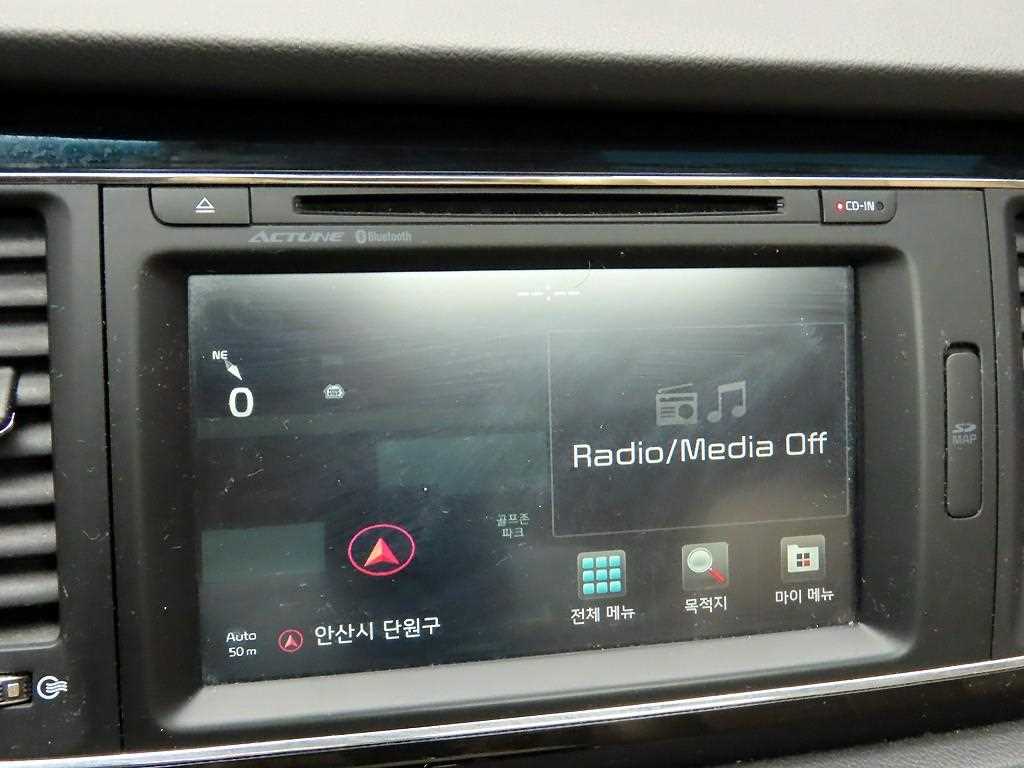 CD-IN
ACTUNE Bluetooth
--:--
NE
0
Radio/Media Off
SD
MAP
골프존
파크
전체 메뉴
목적지
마이 메뉴
Auto
50 m
안산시 단원구